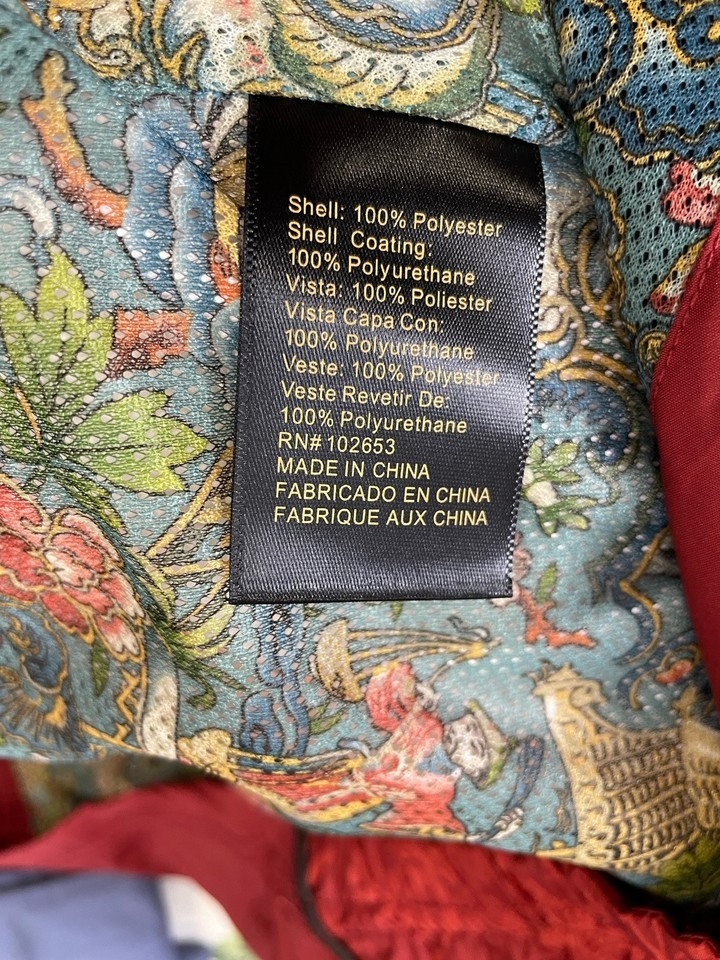 Shell: 100% Polyester
Shell Coating:
100% Polyurethane
Vista: 100% Poliester
Vista Capa Con:
100% Polyurethane
Veste: 100% Polyester
Veste Revetir De:
100% Polyurethane
RN# 102653
MADE IN CHINA
FABRICADO EN CHINA
FABRIQUE AUX CHINA